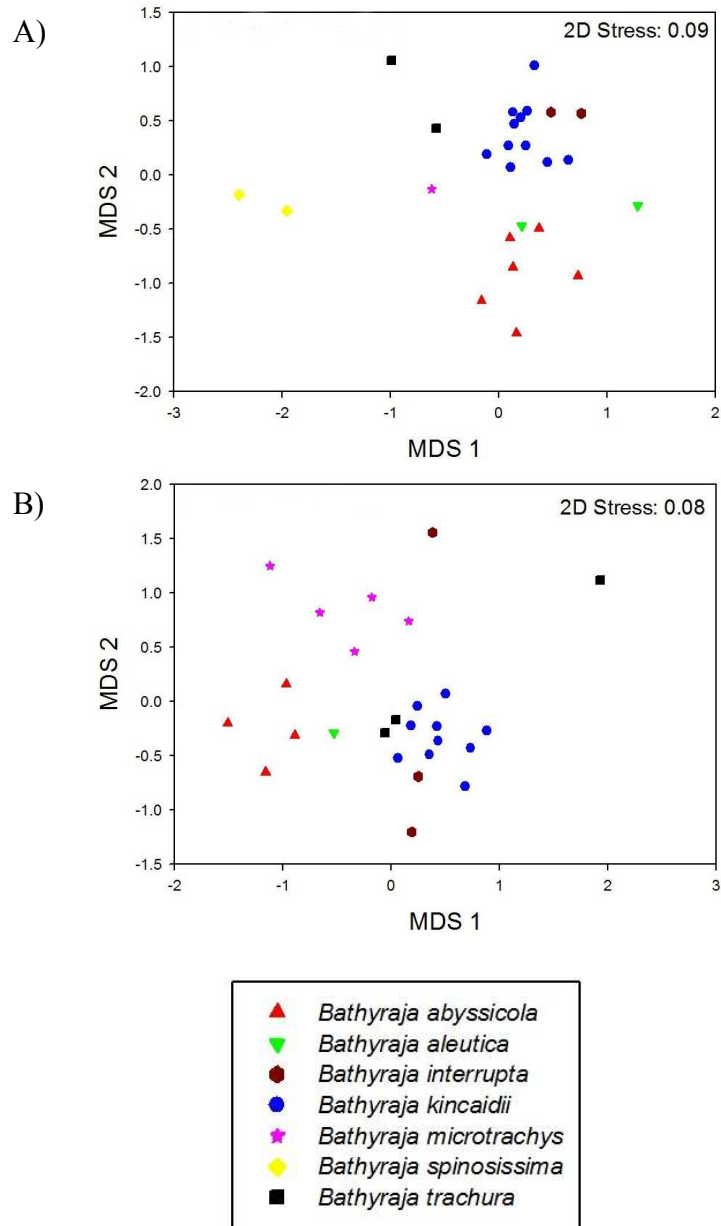 A)
2D Stress: 0.09
1.5
1.0
0.5
0.0
-0.5
-1.0
-1.5
-2.0
MDS 2
-3 -2 -1 0 1 2
MDS 1
B)
2D Stress: 0.08
2.0
1.5
1.0
0.5
0.0
-0.5
-1.0
-1.5
MDS 2
-2 -1 0 1 2 3
MDS 1
Bathyraja abyssicola
Bathyraja aleutica
Bathyraja interrupta
Bathyraja kincaidii
Bathyraja microtrachys
Bathyraja spinosissima
Bathyraja trachura